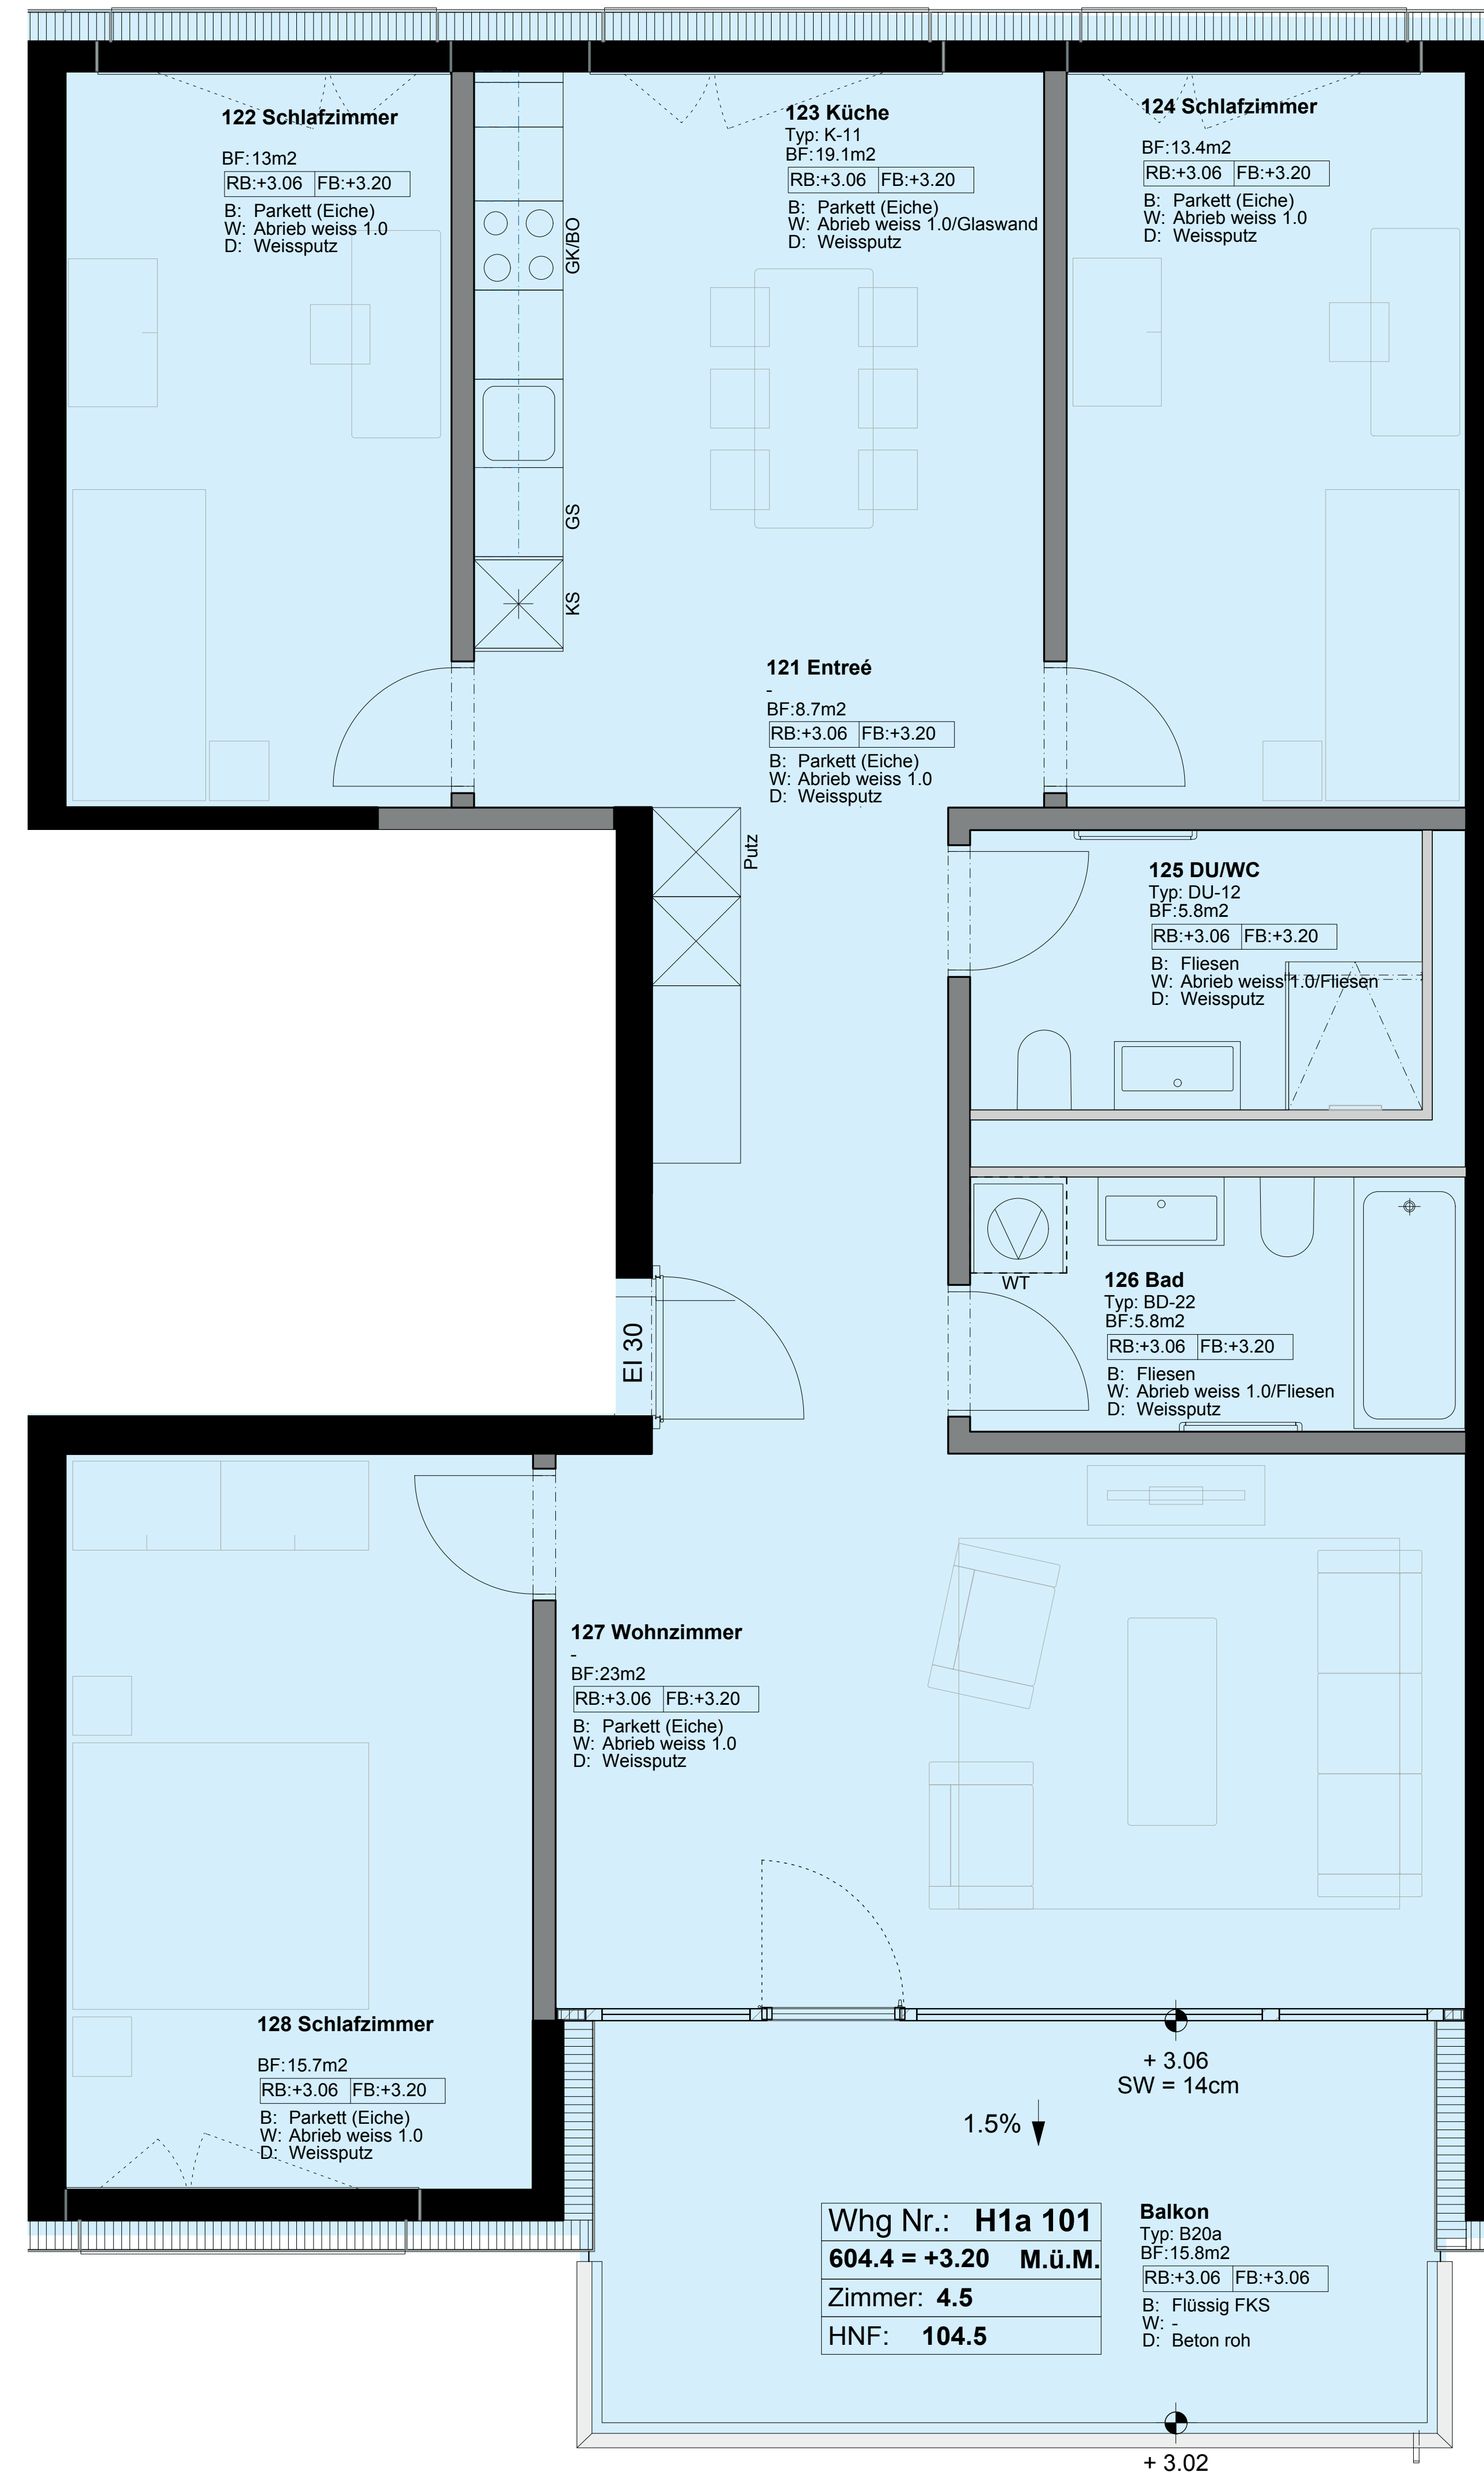 122 Schlafzimmer
BF:13m2
RB:+3.06 FB:+3.20
B: Parkett (Eiche)
W: Abrieb weiss 1.0
D: Weissputz
GK/BO
GS
KS
123 Küche
Typ: K-11
BF:19.1m2
RB:+3.06 FB:+3.20
B: Parkett (Eiche)
W: Abrieb weiss 1.0/Glaswand
D: Weissputz
124 Schlafzimmer
BF:13.4m2
RB:+3.06 FB:+3.20
B: Parkett (Eiche)
W: Abrieb weiss 1.0
D: Weissputz
121 Entreé
-
BF:8.7m2
RB:+3.06 FB:+3.20
B: Parkett (Eiche)
W: Abrieb weiss 1.0
D: Weissputz
Putz
125 DU/WC
Typ: DU-12
BF:5.8m2
RB:+3.06 FB:+3.20
B: Fliesen
W: Abrieb weiss 1.0/Fliesen
D: Weissputz
WT
126 Bad
Typ: BD-22
BF:5.8m2
RB:+3.06 FB:+3.20
B: Fliesen
W: Abrieb weiss 1.0/Fliesen
D: Weissputz
EI 30
127 Wohnzimmer
-
BF:23m2
RB:+3.06 FB:+3.20
B: Parkett (Eiche)
W: Abrieb weiss 1.0
D: Weissputz
128 Schlafzimmer
BF:15.7m2
RB:+3.06 FB:+3.20
B: Parkett (Eiche)
W: Abrieb weiss 1.0
D: Weissputz
+ 3.06
SW = 14cm
1.5%
Whg Nr.: H1a 101
604.4 = +3.20 M.ü.M.
Zimmer: 4.5
HNF: 104.5
Balkon
Typ: B20a
BF:15.8m2
RB:+3.06 FB:+3.06
B: Flüssig FKS
W: -
D: Beton roh
+ 3.02